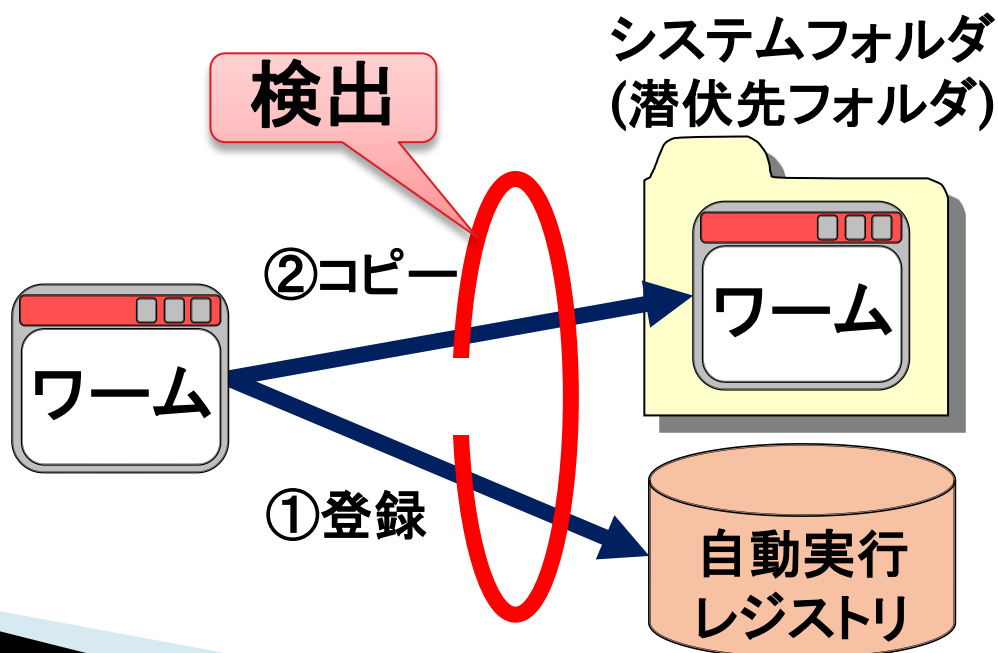 システムフォルダ
(潜伏先フォルダ)
検出
②コピー
ワーム
ワーム
①登録
自動実行
レジストリ